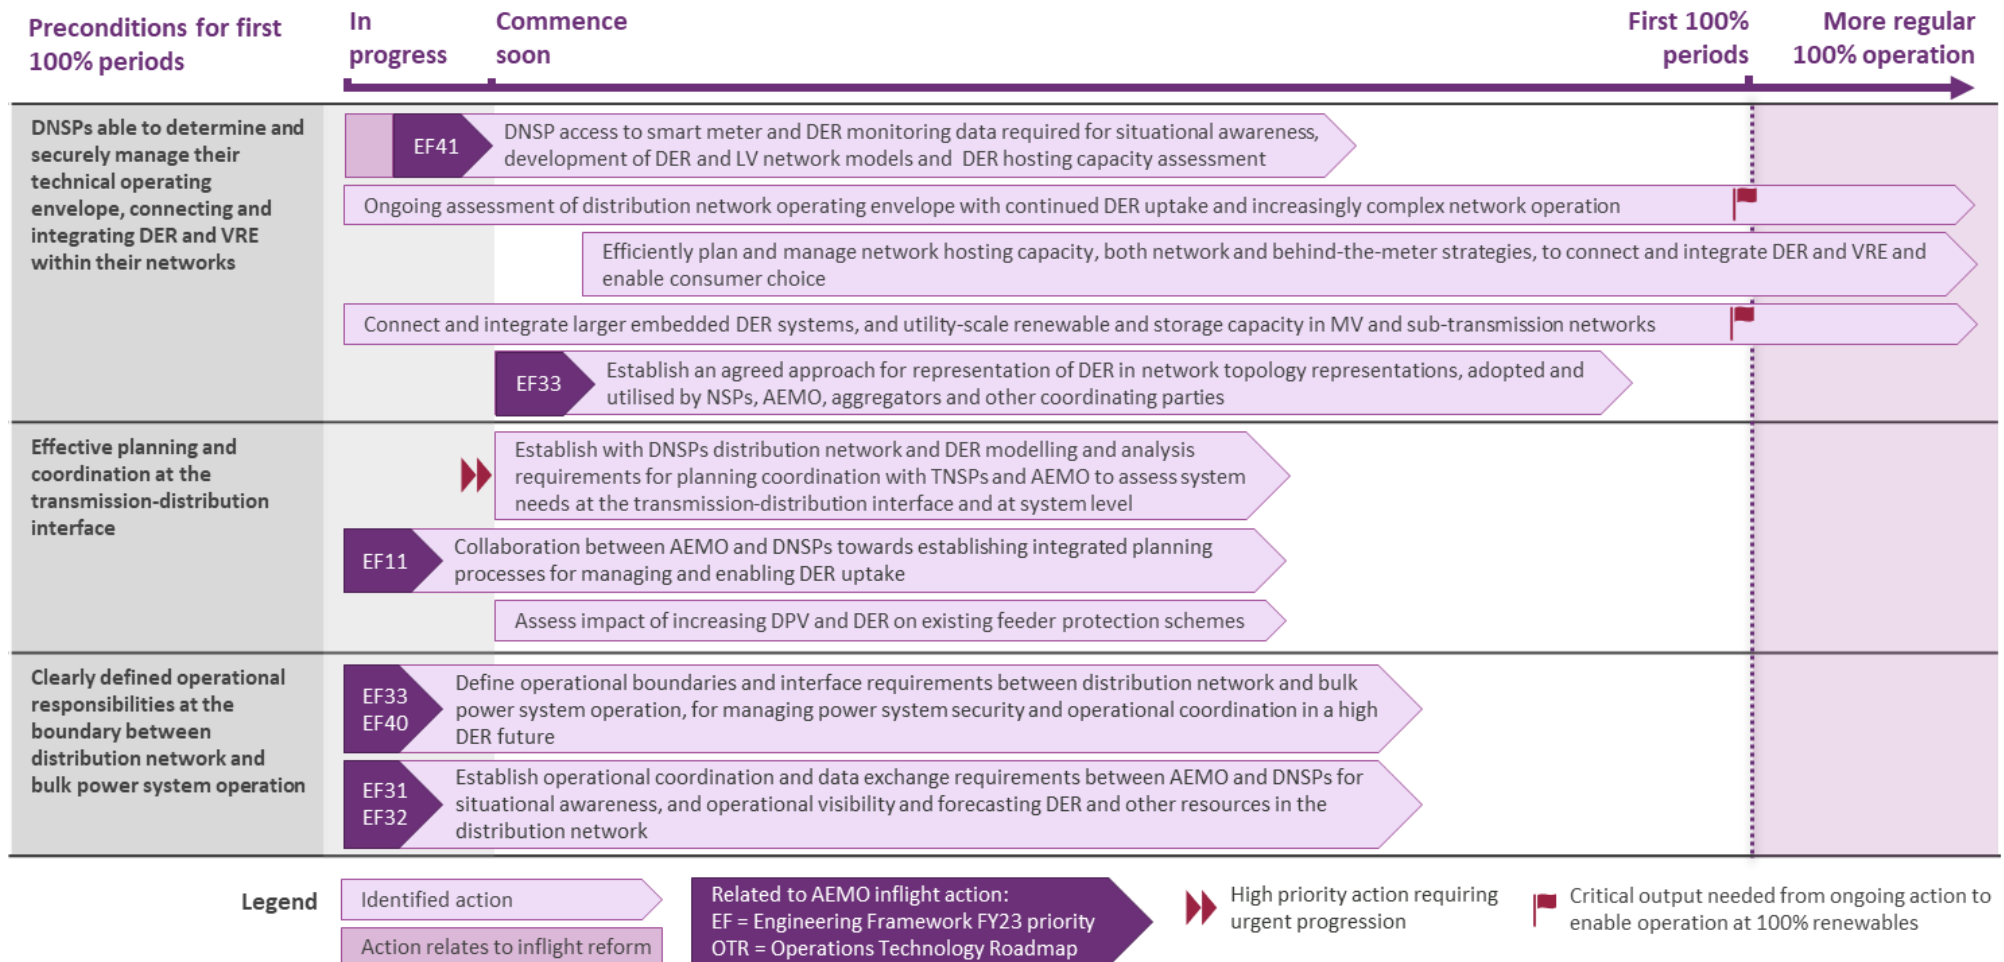 Preconditions for first
100% periods
In
progress
Commence
soon
First 100%
periods
More regular
100% operation
DNSPs able to determine and
securely manage their
technical operating
envelope, connecting and
integrating DER and VRE
within their networks
EF41
DNSP access to smart meter and DER monitoring data required for situational awareness,
development of DER and LV network models and DER hosting capacity assessment
Ongoing assessment of distribution network operating envelope with continued DER uptake and increasingly complex network operation
Efficiently plan and manage network hosting capacity, both network and behind-the-meter strategies, to connect and integrate DER and VRE and
enable consumer choice
Connect and integrate larger embedded DER systems, and utility-scale renewable and storage capacity in MV and sub-transmission networks
EF33
Establish an agreed approach for representation of DER in network topology representations, adopted and
utilised by NSPs, AEMO, aggregators and other coordinating parties
Effective planning and
coordination at the
transmission-distribution
interface
Establish with DNSPs distribution network and DER modelling and analysis
requirements for planning coordination with TNSPs and AEMO to assess system
needs at the transmission-distribution interface and at system level
EF11
Collaboration between AEMO and DNSPs towards establishing integrated planning
processes for managing and enabling DER uptake
Assess impact of increasing DPV and DER on existing feeder protection schemes
Clearly defined operational
responsibilities at the
boundary between
distribution network and
bulk power system operation
EF33
EF40
Define operational boundaries and interface requirements between distribution network and bulk
power system operation, for managing power system security and operational coordination in a high
DER future
EF31
EF32
Establish operational coordination and data exchange requirements between AEMO and DNSPs for
situational awareness, and operational visibility and forecasting DER and other resources in the
distribution network
Legend
Identified action
Action relates to inflight reform
Related to AEMO inflight action:
EF = Engineering Framework FY23 priority
OTR = Operations Technology Roadmap
High priority action requiring
urgent progression
Critical output needed from ongoing action to
enable operation at 100% renewables